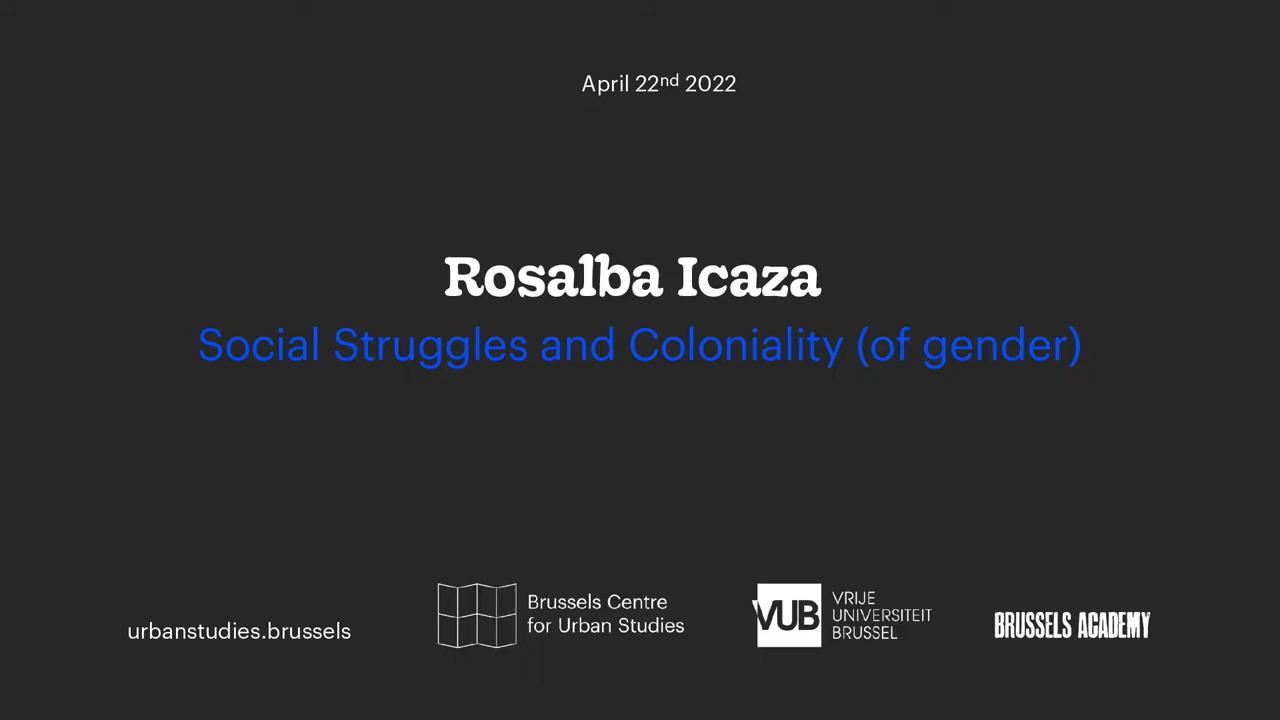 April 22nd 2022
Rosalba Icaza
Social Struggles and Coloniality (of gender)
urbanstudies.brussels
Brussels Centre
for Urban Studies
VUB
VRIJE
UNIVERSITEIT
BRUSSEL
BRUSSELS ACADEMY